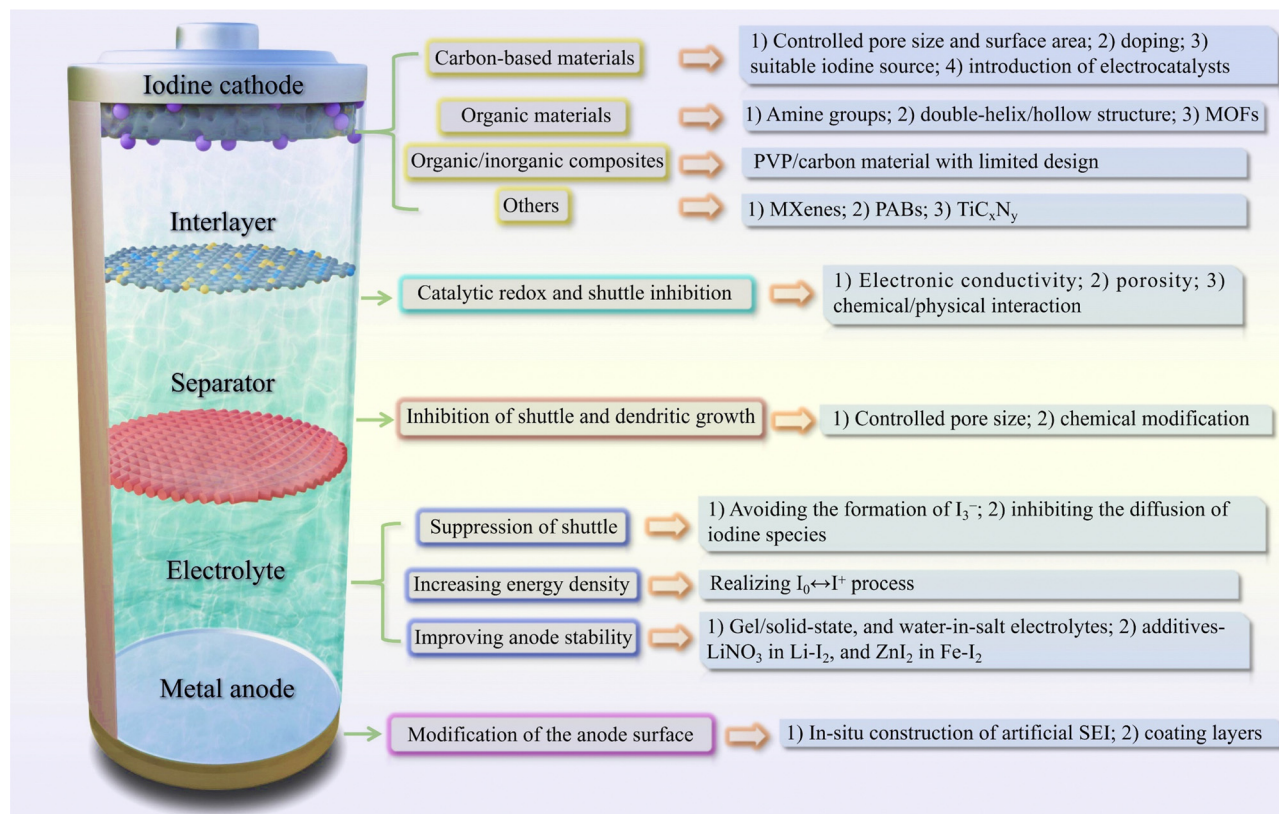 Iodine cathode
Carbon-based materials
1) Controlled pore size and surface area; 2) doping; 3)
suitable iodine source; 4) introduction of electrocatalysts
Organic materials
1) Amine groups; 2) double-helix/hollow structure; 3) MOFs
Organic/inorganic composites
PVP/carbon material with limited design
Others
1) MXenes; 2) PABs; 3) TiCₓNᵧ
Interlayer
Catalytic redox and shuttle inhibition
1) Electronic conductivity; 2) porosity; 3)
chemical/physical interaction
Separator
Inhibition of shuttle and dendritic growth
1) Controlled pore size; 2) chemical modification
Electrolyte
Suppression of shuttle
1) Avoiding the formation of I₃⁻; 2) inhibiting the diffusion of
iodine species
Increasing energy density
Realizing I₀↔I⁺ process
Improving anode stability
1) Gel/solid-state, and water-in-salt electrolytes; 2) additives-
LiNO₃ in Li-I₂, and ZnI₂ in Fe-I₂
Metal anode
Modification of the anode surface
1) In-situ construction of artificial SEI; 2) coating layers